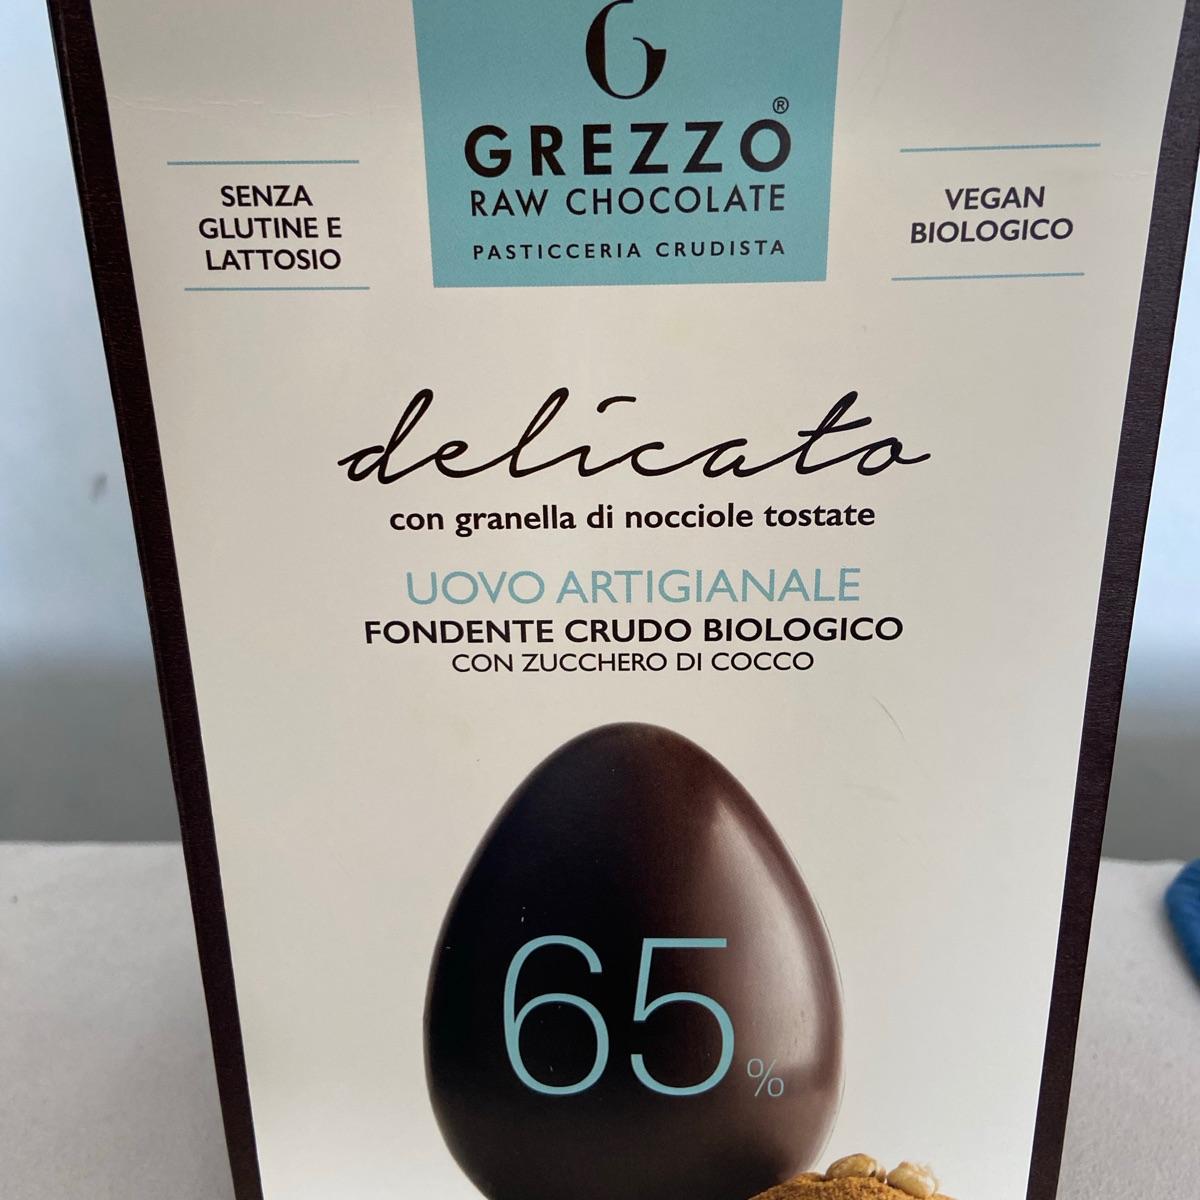 G
GREZZO®
RAW CHOCOLATE
PASTICCERIA CRUDISTA
SENZA
GLUTINE E
LATTOSIO
VEGAN
BIOLOGICO
delicato
con granella di nocciole tostate
UOVO ARTIGIANALE
FONDENTE CRUDO BIOLOGICO
CON ZUCCHERO DI COCCO
65%